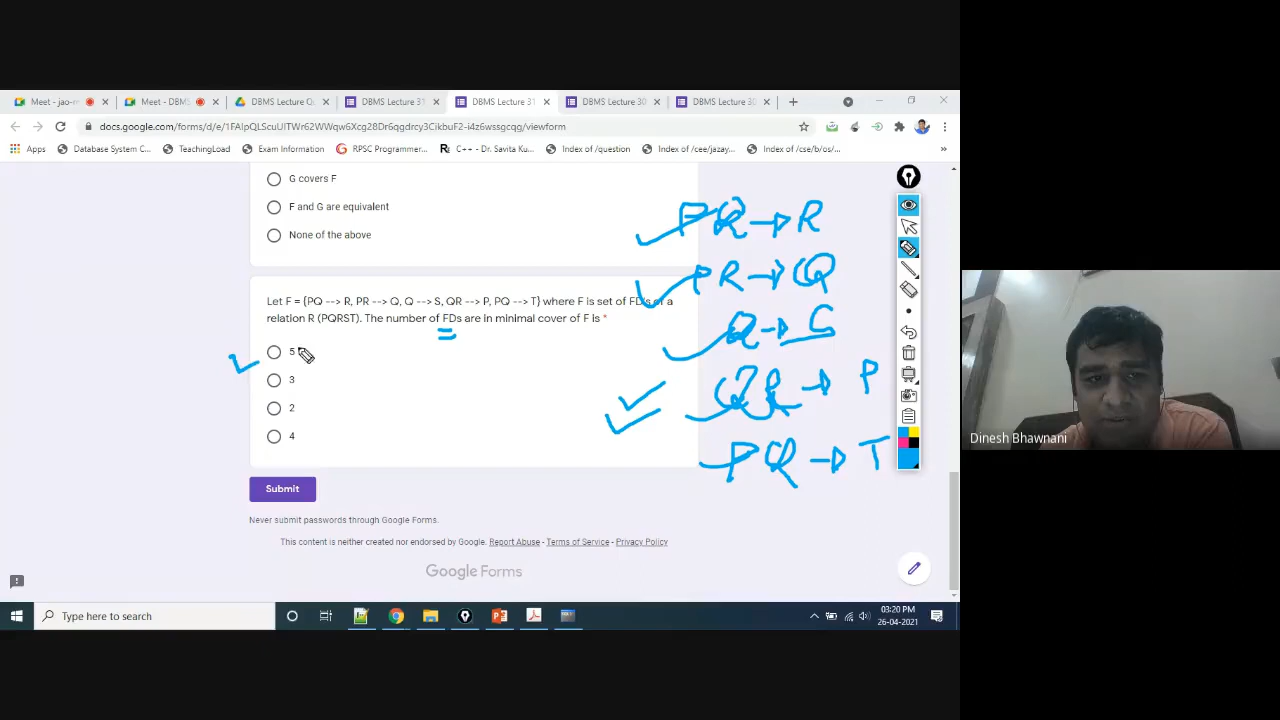 Meet - jao-m
Meet - DBMS
DBMS Lecture Qu
DBMS Lecture 31
DBMS Lecture 31
DBMS Lecture 30
DBMS Lecture 30
docs.google.com/forms/d/e/1FAIpQLScuUITWr62WWqw6Xcg28Dr6qgdrcy3CikbuF2-i4z6wssgcqg/viewform
Apps
Database System C...
TeachingLoad
Exam Information
RPSC Programmer...
C++ - Dr. Savita Ku...
Index of /question
Index of /cee/jazay...
Index of /cse/b/os/...
G covers F
F and G are equivalent
None of the above
PQ → R
PR → Q
Q → S
QR → P
PQ → T
Let F = {PQ --> R, PR --> Q, Q --> S, QR --> P, PQ --> T} where F is set of FD's of a
relation R (PQRST). The number of FDs are in minimal cover of F is *
5
3
2
4
Submit
Never submit passwords through Google Forms.
This content is neither created nor endorsed by Google. Report Abuse - Terms of Service - Privacy Policy
Google Forms
Dinesh Bhawnani
Type here to search
03:20 PM
26-04-2021